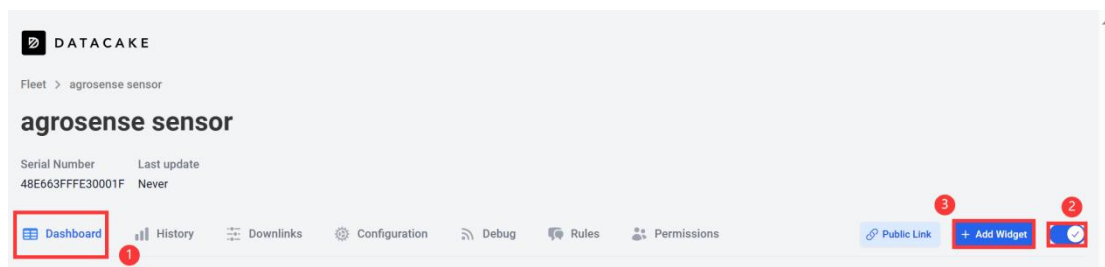 DATACAKE
Fleet > agrosense sensor
agrosense sensor
Serial Number Last update
48E663FFFE30001F Never
3 2
Dashboard History Downlinks Configuration Debug Rules Permissions Public Link + Add Widget
1